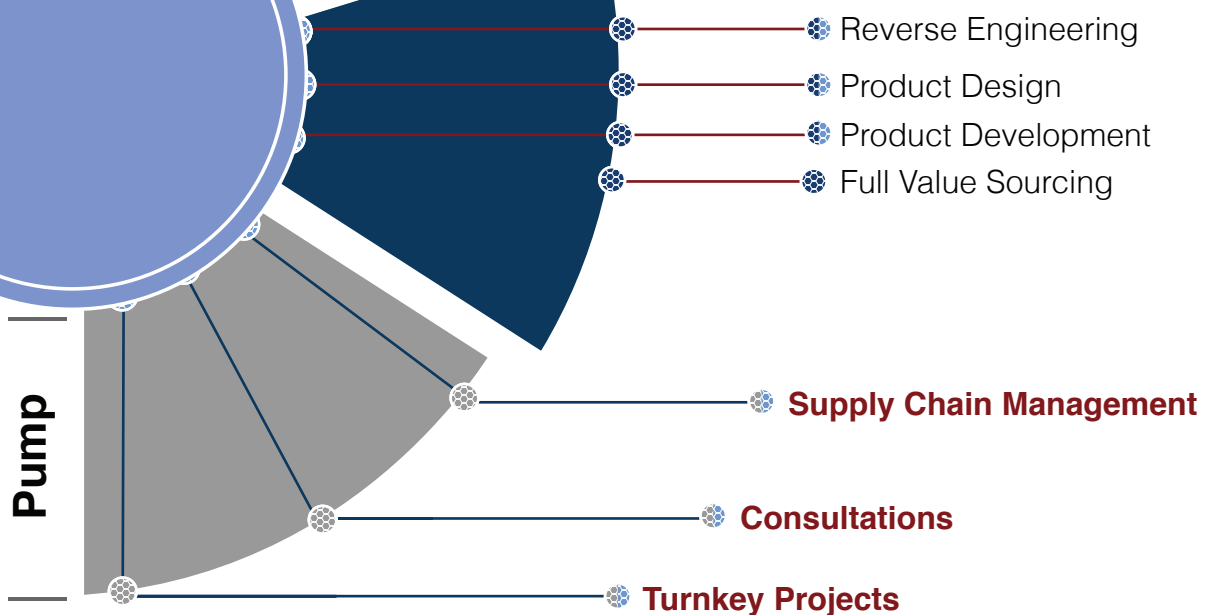 Reverse Engineering
Product Design
Product Development
Full Value Sourcing
Supply Chain Management
Consultations
Turnkey Projects
Pump